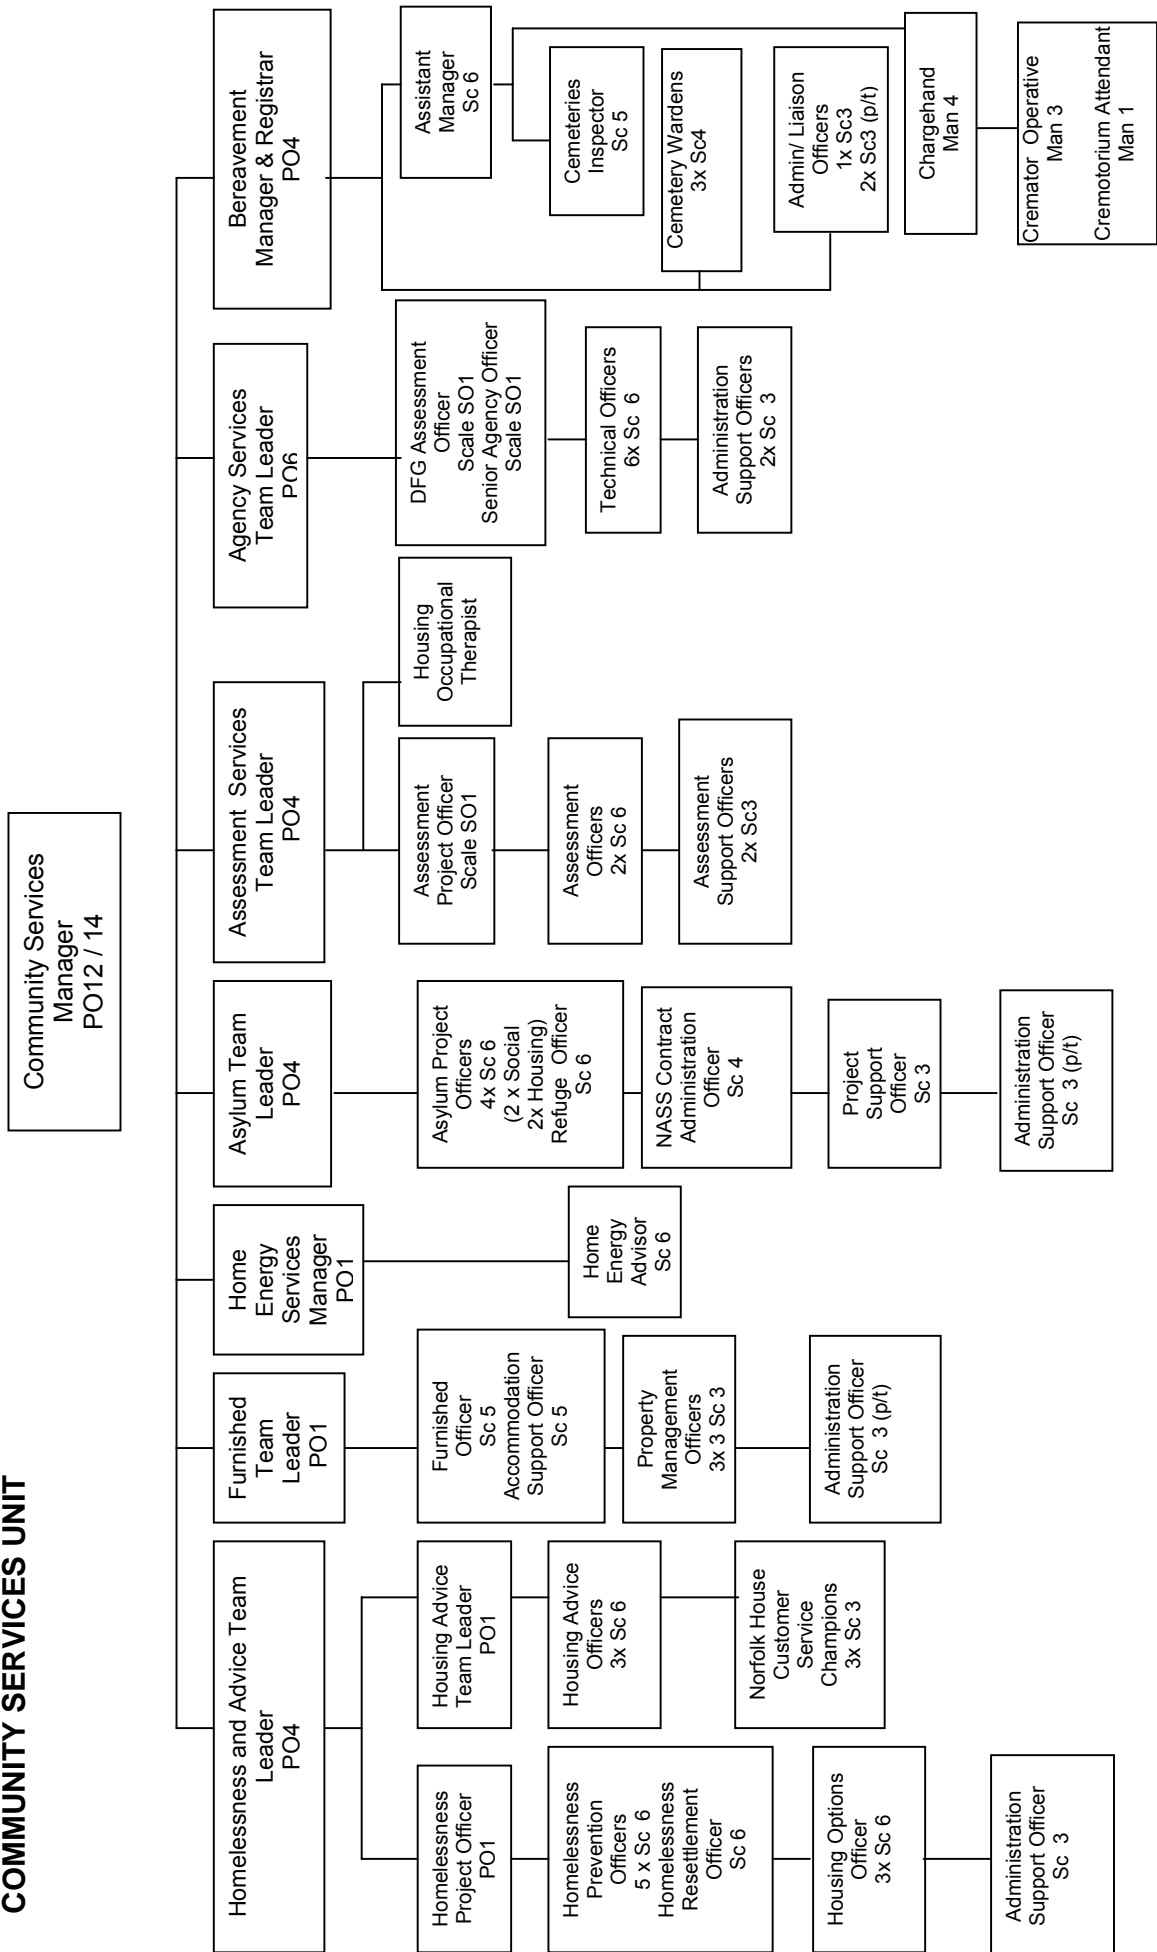 COMMUNITY SERVICES UNIT
Community Services
Manager
PO12 / 14
Homelessness and Advice Team
Leader
PO4
Homelessness
Project Officer
PO1
Homelessness
Prevention
Officers
5 x Sc 6
Homelessness
Resettlement
Officer
Sc 6
Housing Options
Officer
3x Sc 6
Administration
Support Officer
Sc 3
Housing Advice
Team Leader
PO1
Housing Advice
Officers
3x Sc 6
Norfolk House
Customer
Service
Champions
3x Sc 3
Furnished
Team
Leader
PO1
Furnished
Officer
Sc 5
Accommodation
Support Officer
Sc 5
Property
Management
Officers
3x 3 Sc 3
Administration
Support Officer
Sc 3 (p/t)
Home
Energy
Services
Manager
PO1
Home
Energy
Advisor
Sc 6
Asylum Team
Leader
PO4
Asylum Project
Officers
4x Sc 6
(2 x Social
2x Housing)
Refuge Officer
Sc 6
NASS Contract
Administration
Officer
Sc 4
Project
Support
Officer
Sc 3
Administration
Support Officer
Sc 3 (p/t)
Assessment Services
Team Leader
PO4
Assessment
Project Officer
Scale SO1
Assessment
Officers
2x Sc 6
Assessment
Support Officers
2x Sc3
Housing
Occupational
Therapist
Agency Services
Team Leader
PO6
DFG Assessment
Officer
Scale SO1
Senior Agency Officer
Scale SO1
Technical Officers
6x Sc 6
Administration
Support Officers
2x Sc 3
Bereavement
Manager & Registrar
PO4
Assistant
Manager
Sc 6
Cemeteries
Inspector
Sc 5
Cemetery Wardens
3x Sc4
Admin/ Liaison
Officers
1x Sc3
2x Sc3 (p/t)
Chargehand
Man 4
Cremator Operative
Man 3
Cremotorium Attendant
Man 1